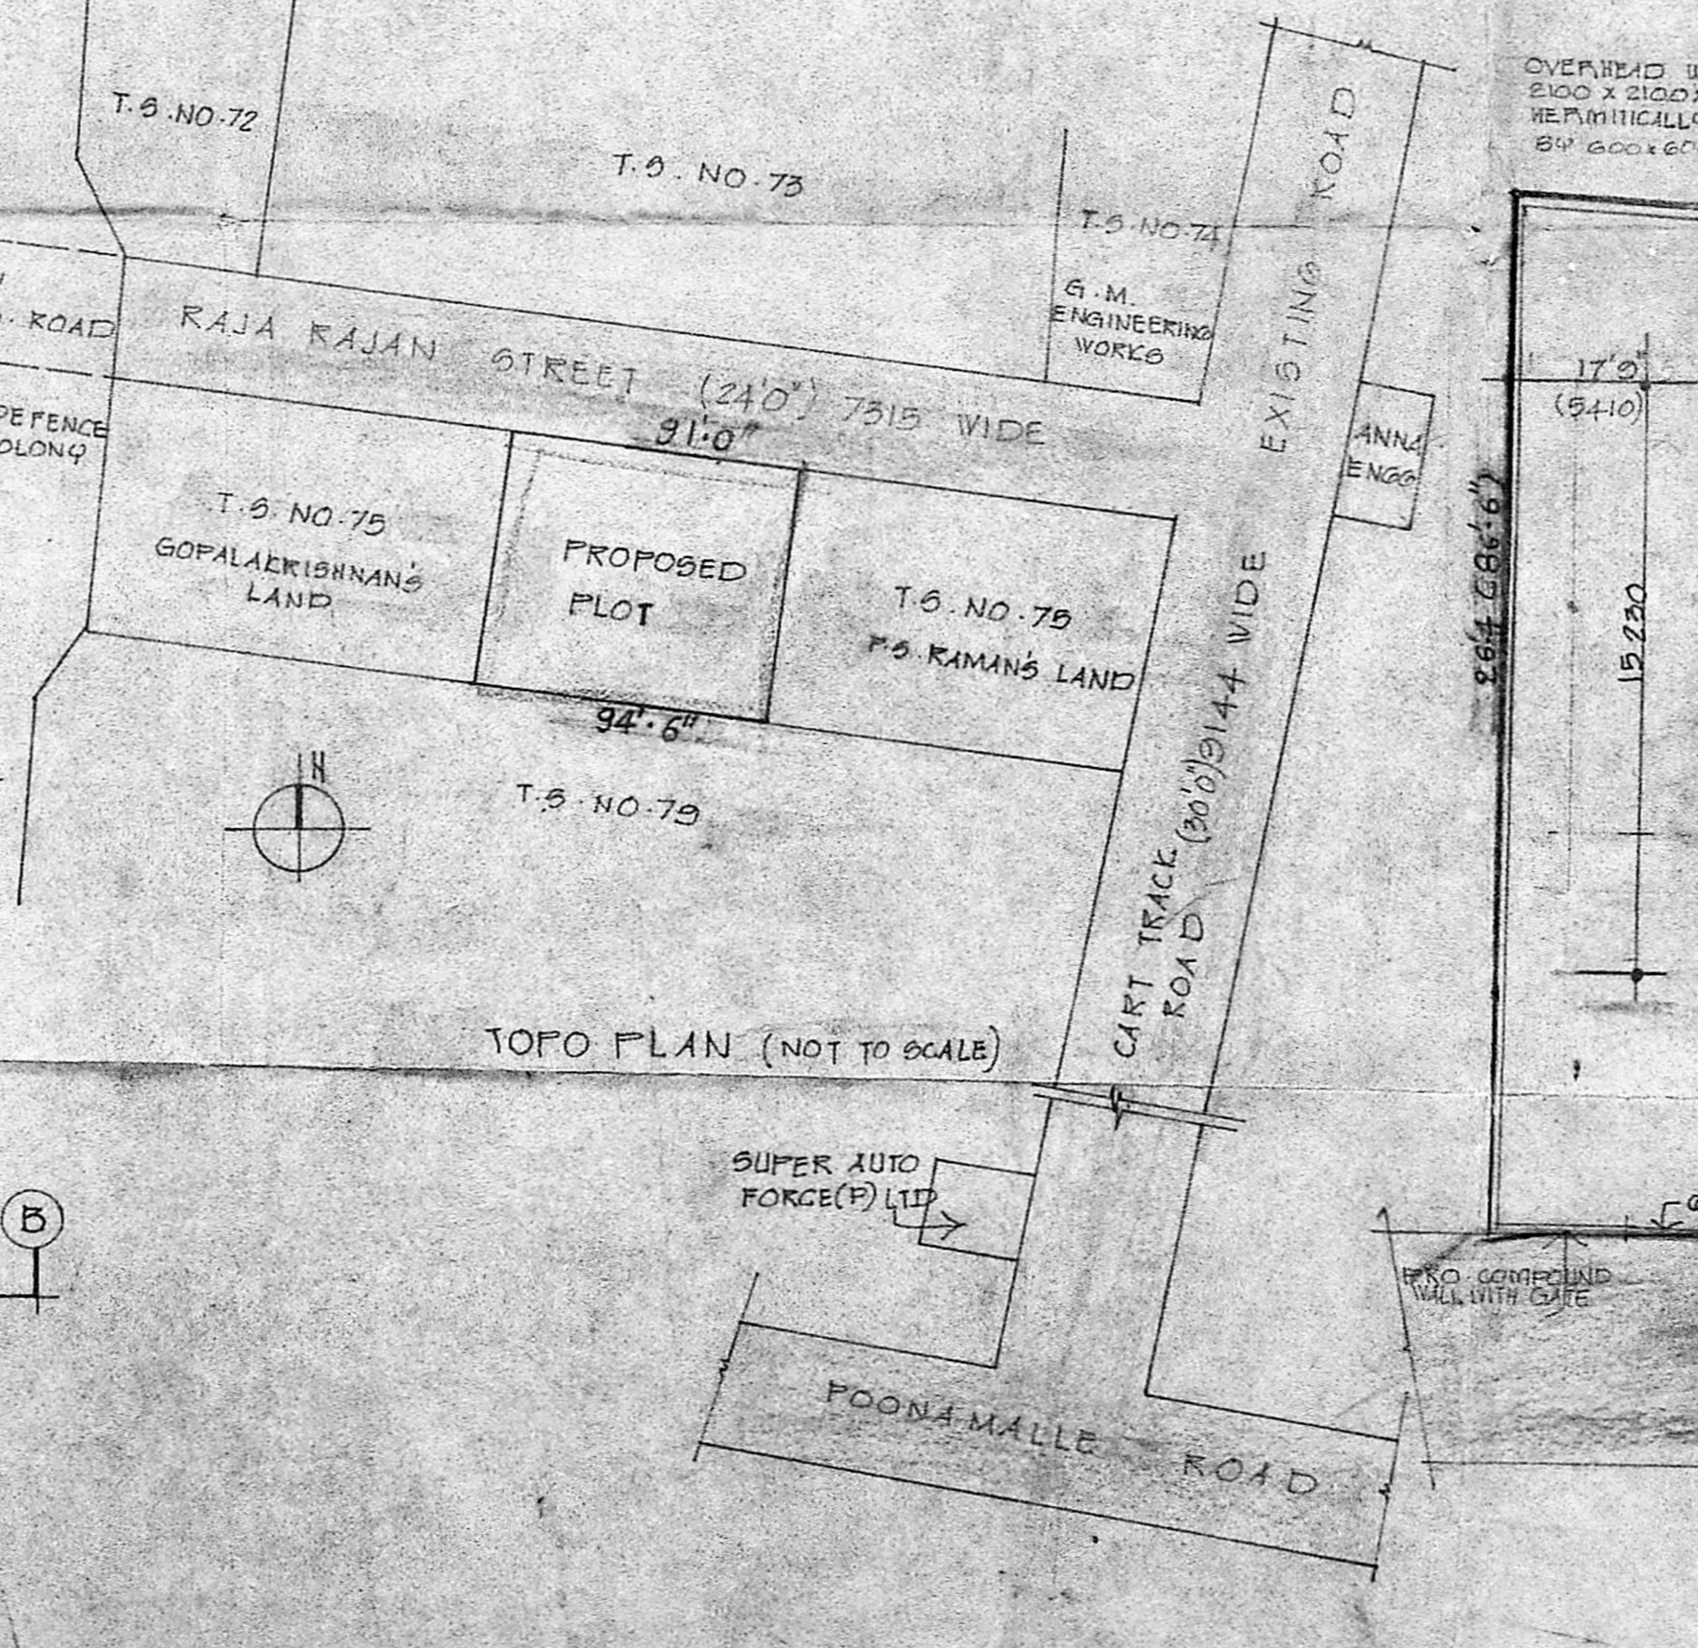 T.S.NO.72
T.S. NO.73
T.S.NO.74
G.M.
ENGINEERING
WORKS
EXISTING ROAD
OVERHEAD
2100 X 2100
BY 600x60
ROAD
RAJA RAJAN STREET (24'0") 7315 WIDE
91'.0"
DEFENCE
COLONY
ANNA
ENGG
17'9"
(5410)
T.S. NO.75
GOPALAKRISHNAN'S
LAND
PROPOSED
PLOT
T.S. NO.75
P.S. RAMAN'S LAND
15230
94'.6"
N
T.S. NO.79
CART TRACK (30'0") 9144 WIDE
ROAD
TOPO PLAN (NOT TO SCALE)
SUPER AUTO
FORCE(P) LTD
B
PRO COMPOUND
WALL WITH GATE
POONAMALLE ROAD